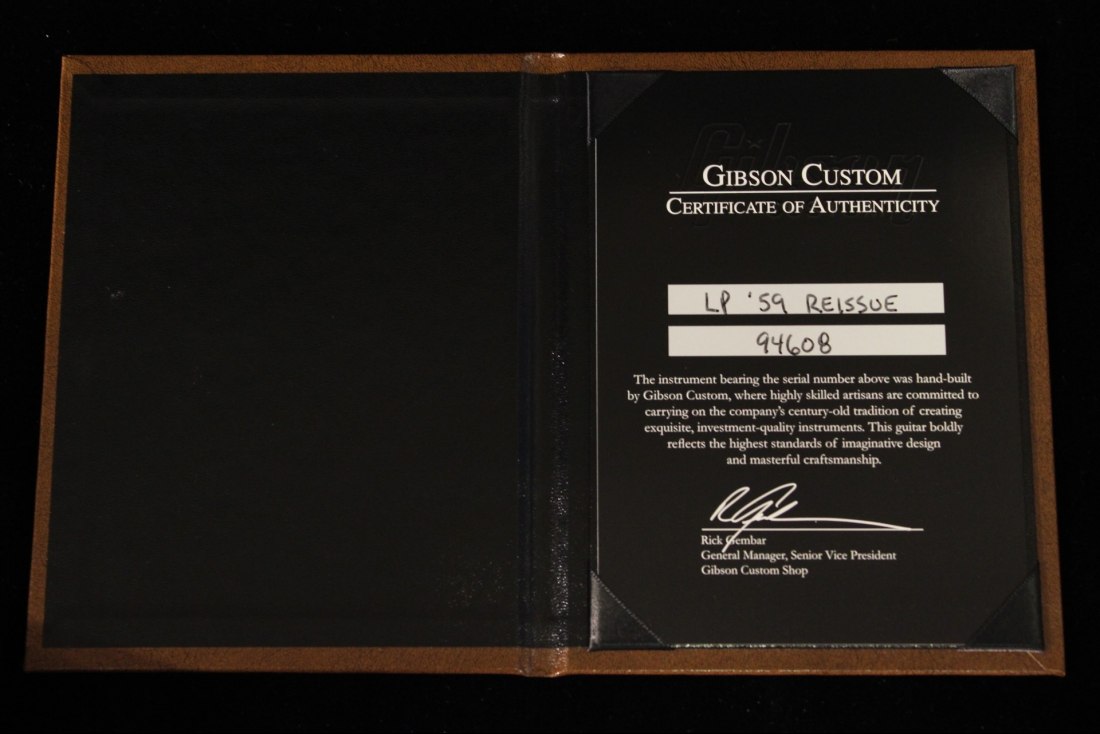 Gibson
GIBSON CUSTOM
CERTIFICATE OF AUTHENTICITY
LP '59 REISSUE
94608
The instrument bearing the serial number above was hand-built
by Gibson Custom, where highly skilled artisans are committed to
carrying on the company's century-old tradition of creating
exquisite, investment-quality instruments. This guitar boldly
reflects the highest standards of imaginative design
and masterful craftsmanship.
Rick Gembar
General Manager, Senior Vice President
Gibson Custom Shop